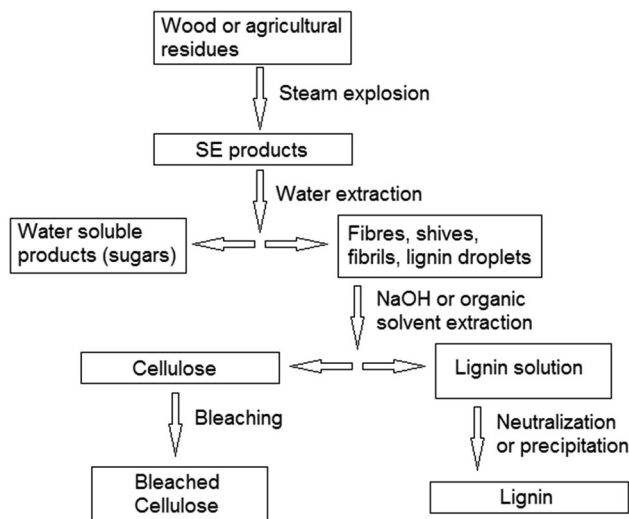 Wood or agricultural
residues
Steam explosion
SE products
Water extraction
Water soluble
products (sugars)
Fibres, shives,
fibrils, lignin droplets
NaOH or organic
solvent extraction
Cellulose
Lignin solution
Bleaching
Neutralization
or precipitation
Bleached
Cellulose
Lignin